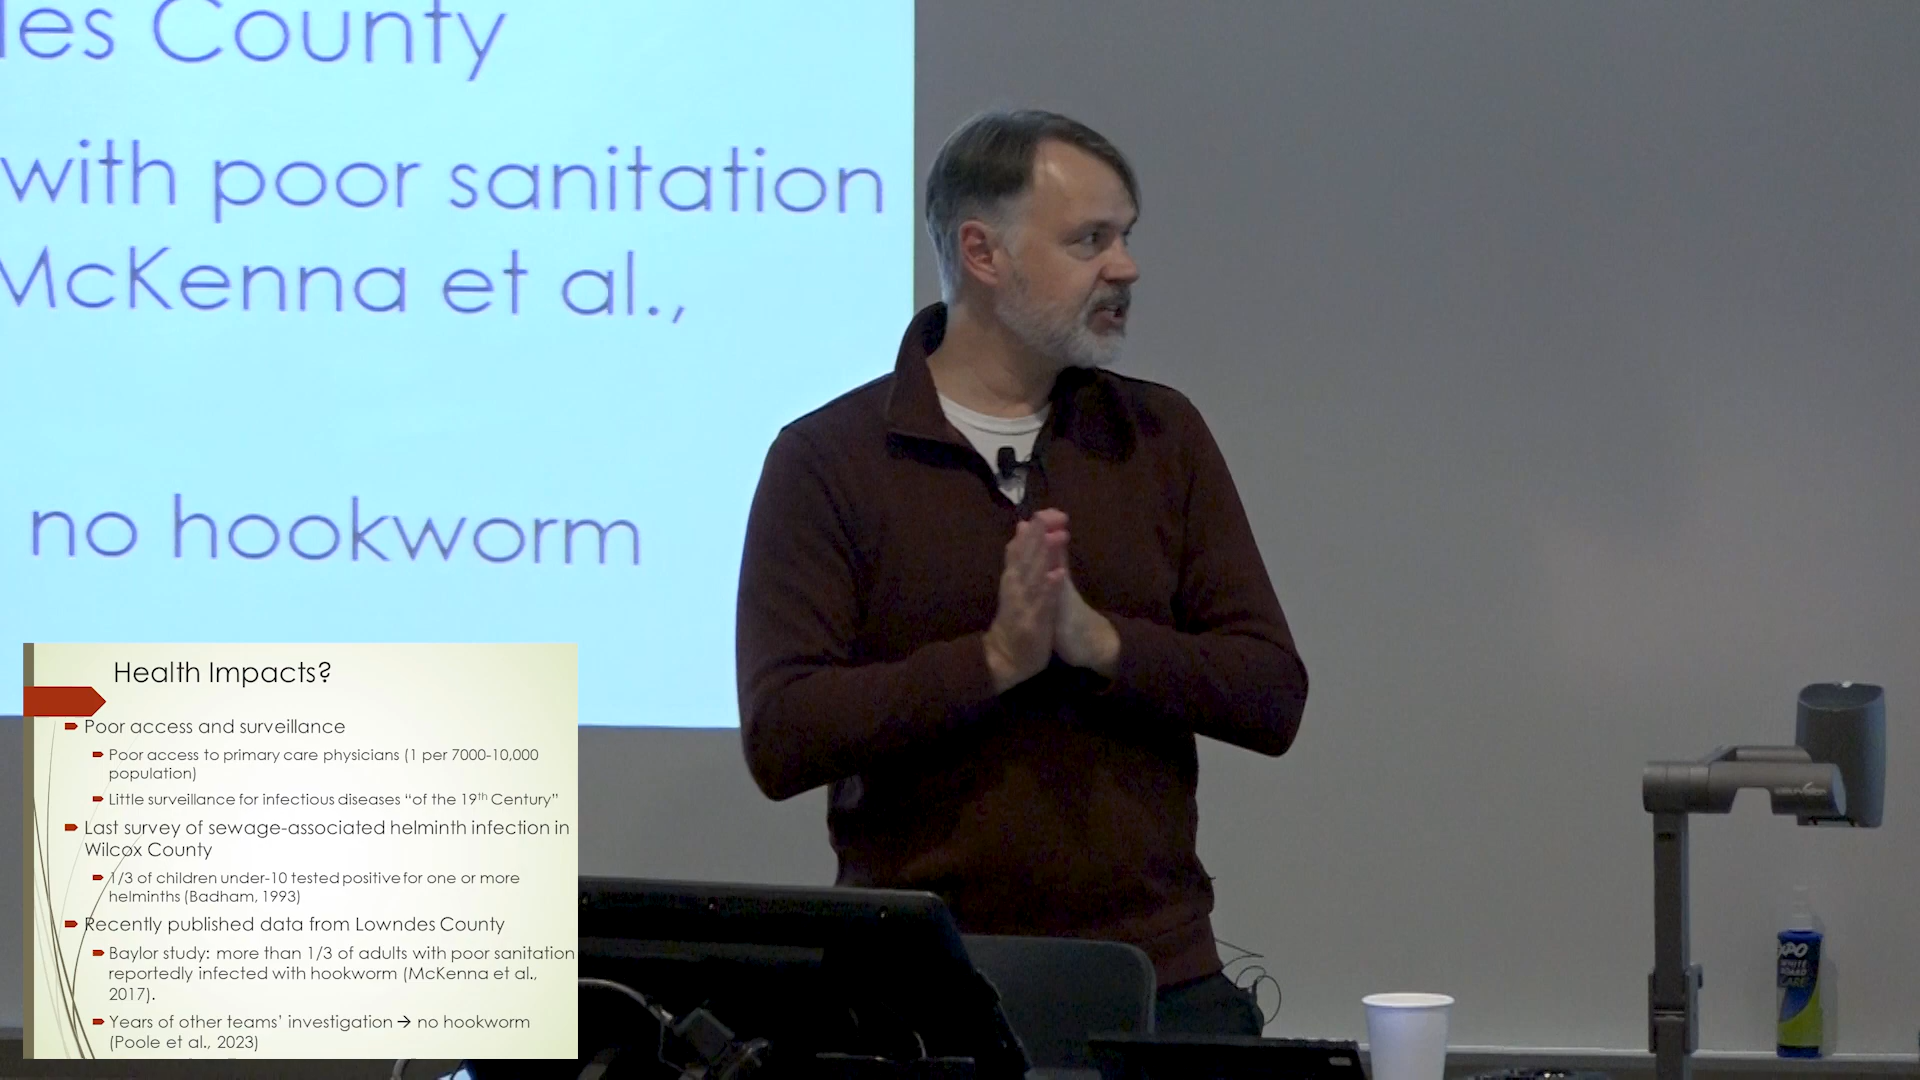 des County
with poor sanitation
McKenna et al.,
no hookworm
Health Impacts?
Poor access and surveillance
Poor access to primary care physicians (1 per 7000-10,000
population)
Little surveillance for infectious diseases “of the 19th Century”
Last survey of sewage-associated helminth infection in
Wilcox County
1/3 of children under-10 tested positive for one or more
helminths (Badham, 1993)
Recently published data from Lowndes County
Baylor study: more than 1/3 of adults with poor sanitation
reportedly infected with hookworm (McKenna et al.,
2017).
Years of other teams’ investigation → no hookworm
(Poole et al., 2023)
EXPO
WHITE
BOARD
CARE